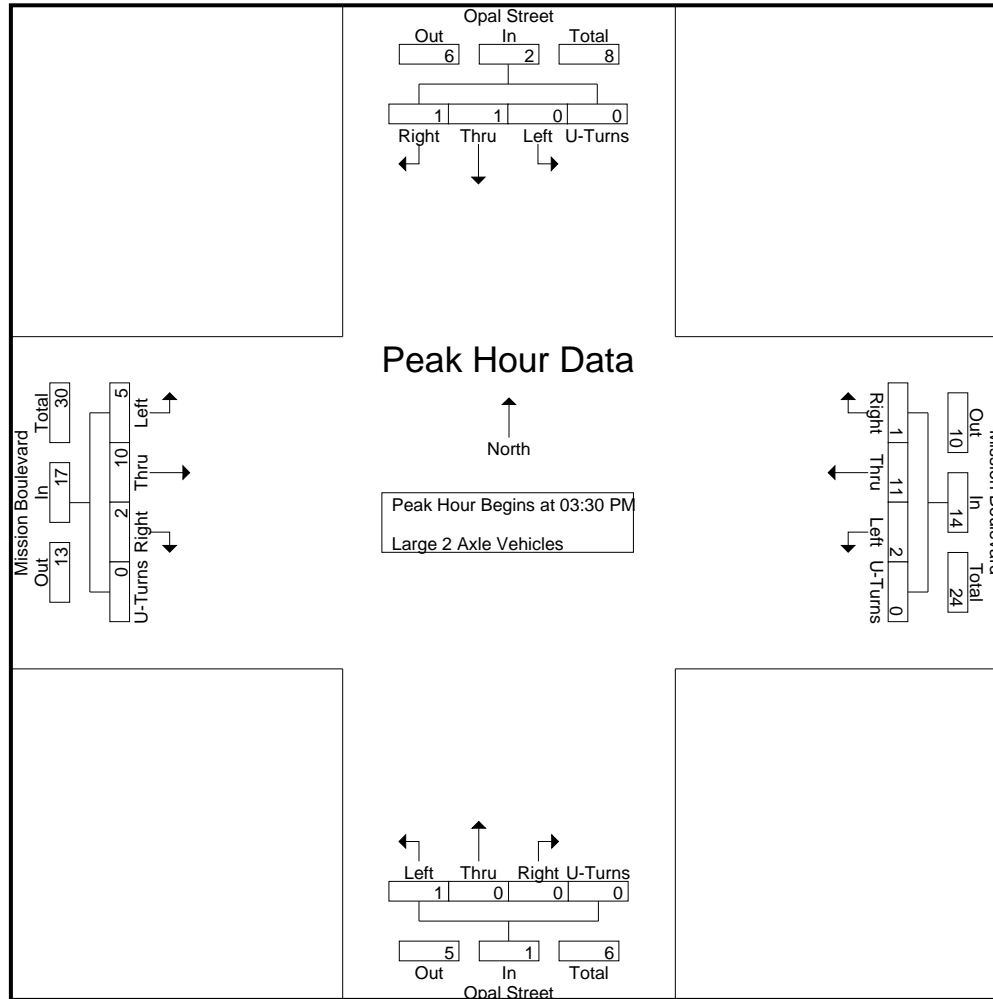 Opal Street
Out In Total
6 2 8
1 1 0 0
Right Thru Left U-Turns
Peak Hour Data
North
Peak Hour Begins at 03:30 PM
Large 2 Axle Vehicles
Mission Boulevard
Out In Total
13 17 30
U-Turns Right Thru Left
0 2 10 5
Mission Boulevard
Out In Total
10 14 24
1 11 2 0
Right Thru Left U-Turns
Left Thru Right U-Turns
1 0 0 0
5 1 6
Out In Total
Opal Street